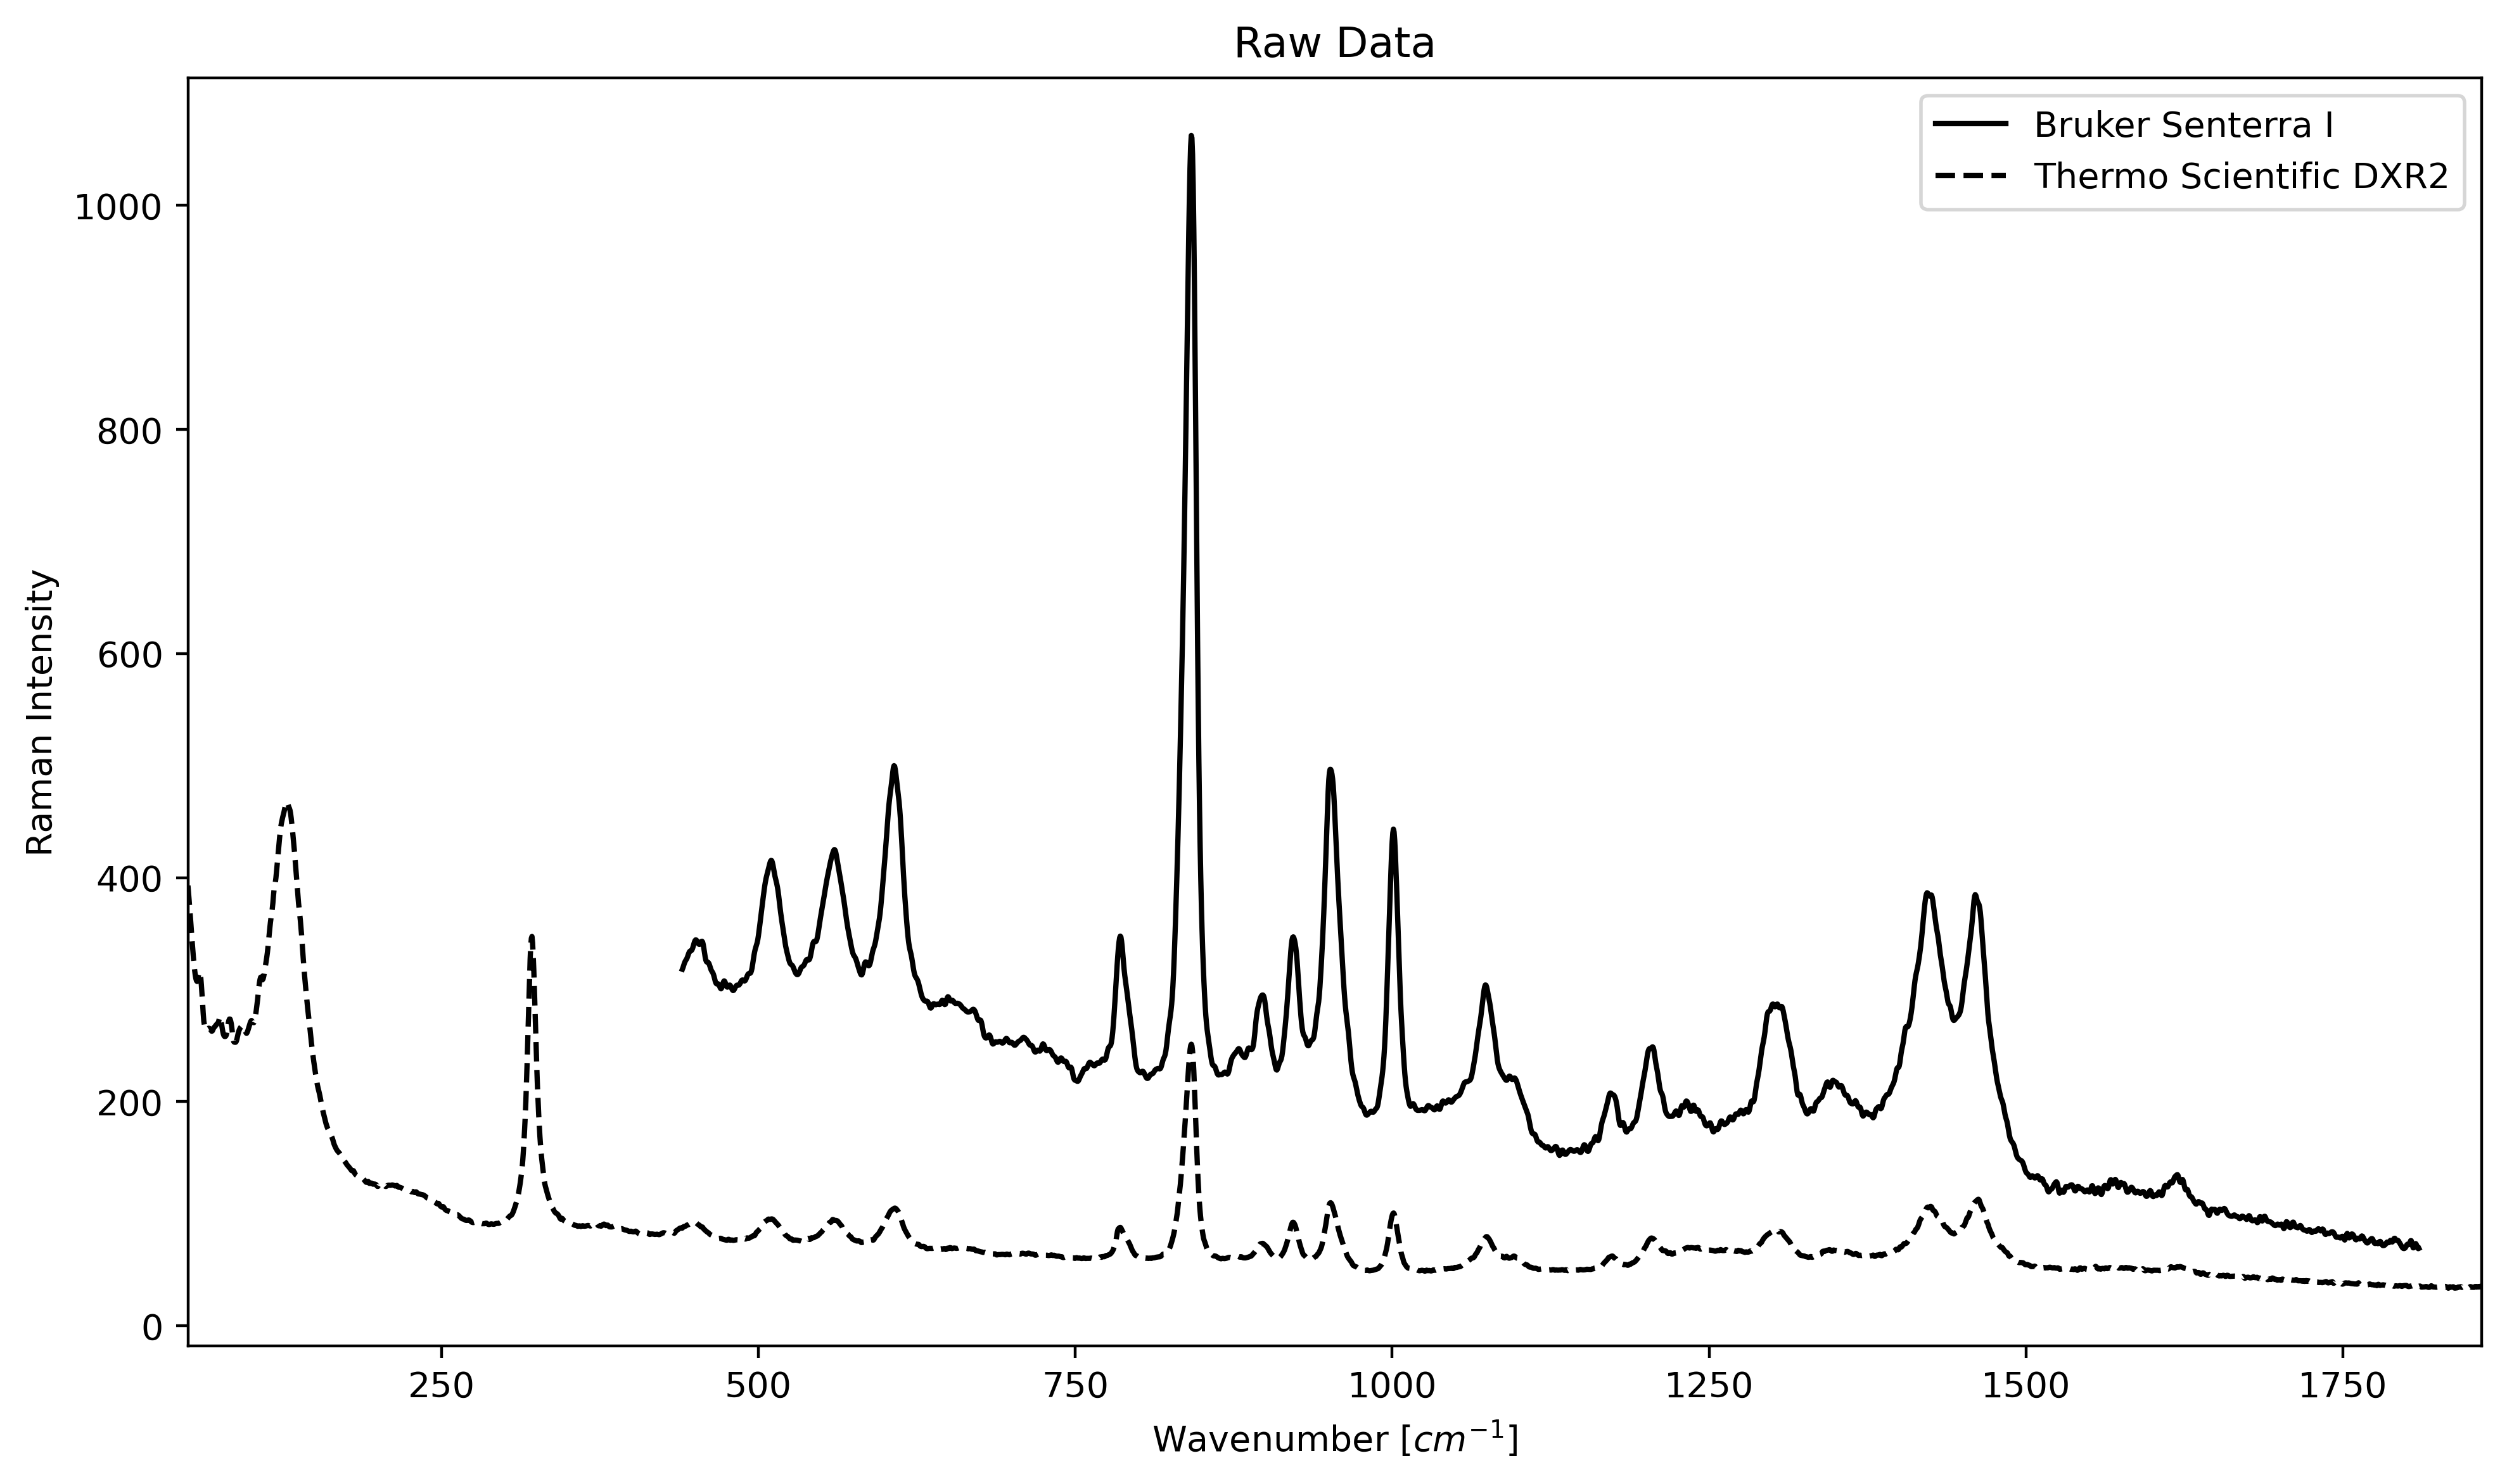 Raw Data
Bruker Senterra I
Thermo Scientific DXR2
Raman Intensity
1000
800
600
400
200
0
250 500 750 1000 1250 1500 1750
Wavenumber [cm⁻¹]